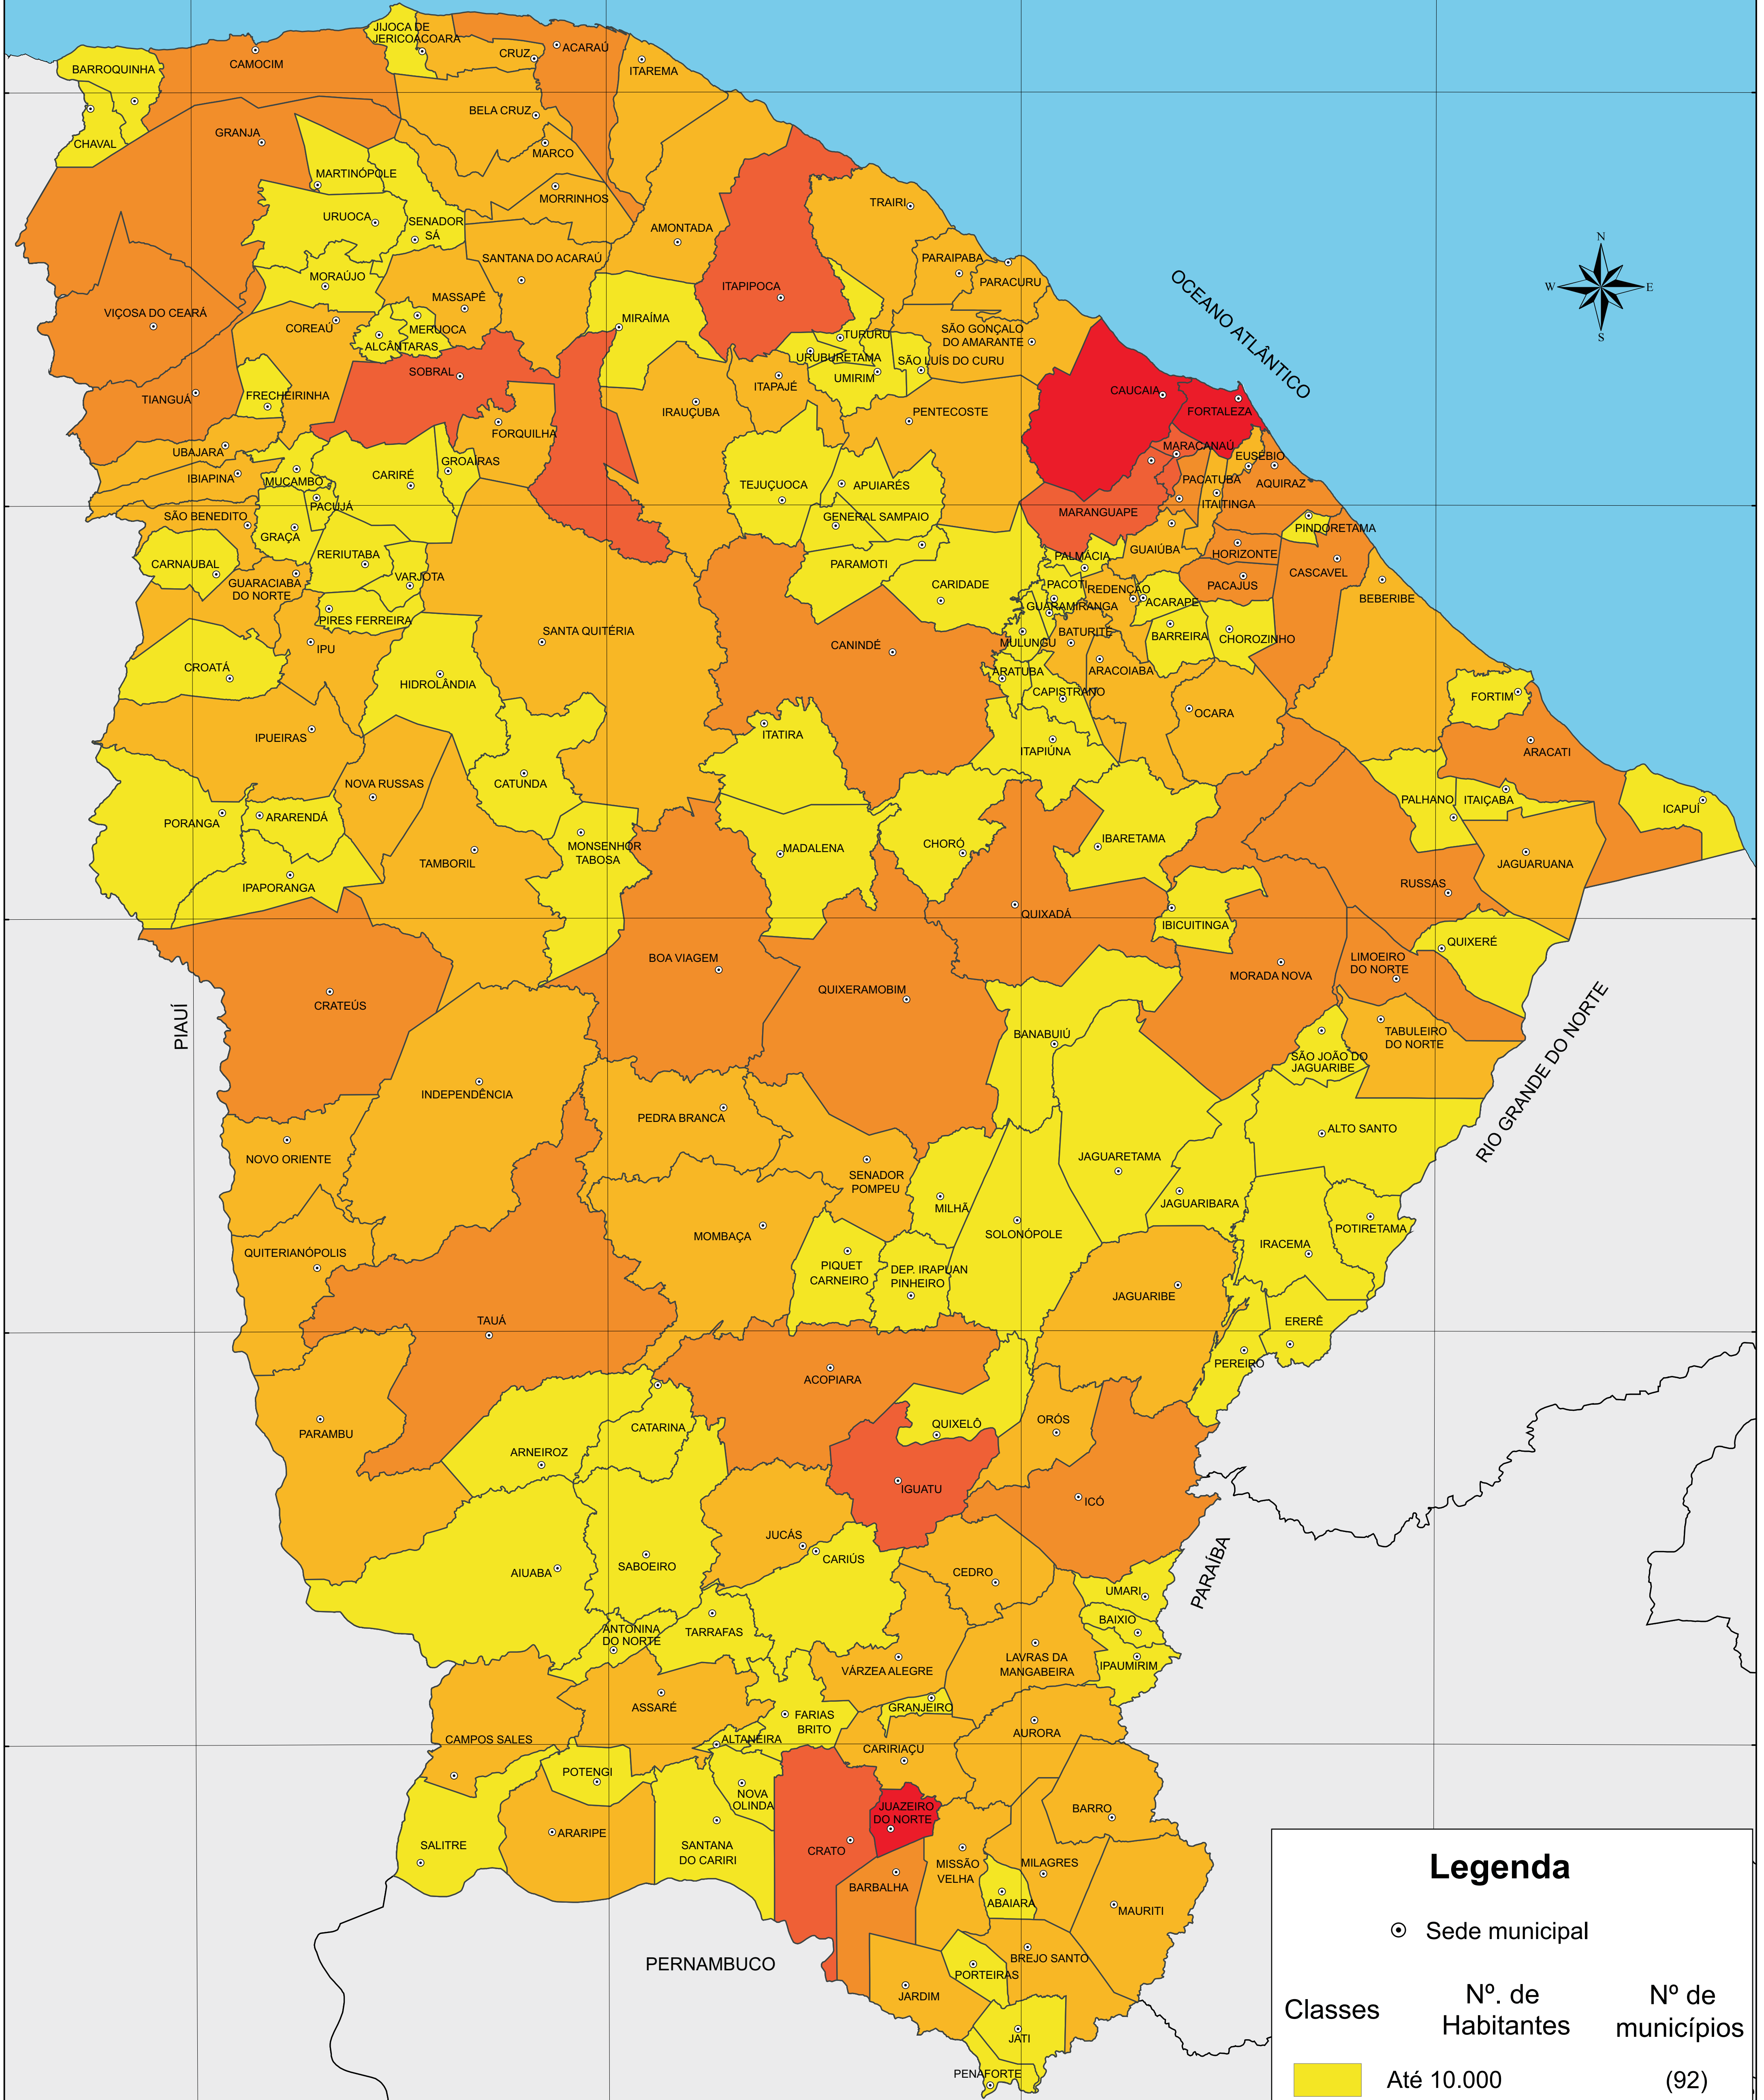 JIJOCA DE
JERICOACOARA
CRUZ
ACARAÚ
ITAREMA
BARROQUINHA
CAMOCIM
BELA CRUZ
CHAVAL
GRANJA
MARCO
MARTINÓPOLE
MORRINHOS
TRAIRI
URUOCA
SENADOR
SÁ
AMONTADA
N
W
E
S
MORAÚJO
SANTANA DO ACARAÚ
PARAIPABA
PARACURU
OCEANO ATLÂNTICO
ITAPIPOCA
MASSAPÊ
VIÇOSA DO CEARÁ
COREAÚ
MERUOCA
MIRAÍMA
ALCÂNTARAS
TURURU
SÃO GONÇALO
DO AMARANTE
URUBURETAMA
SÃO LUÍS DO CURU
SOBRAL
UMIRIM
ITAPAJÉ
TIANGUÁ
FRECHEIRINHA
CAUCAIA
IRAUÇUBA
PENTECOSTE
FORTALEZA
FORQUILHA
UBAJARA
MARACANAÚ
EUSÉBIO
GROAÍRAS
IBIAPINA
MUCAMBO
CARIRÉ
PACATUBA
AQUIRAZ
TEJUÇUOCA
APUIARÉS
PACUJÁ
ITAITINGA
SÃO BENEDITO
GENERAL SAMPAIO
MARANGUAPE
PINDORETAMA
GRAÇA
RERIUTABA
GUAIÚBA
HORIZONTE
CARNAUBAL
PARAMOTI
PALMÁCIA
CASCAVEL
VARJOTA
GUARACIABA
DO NORTE
CARIDADE
PACOTI
REDENÇÃO
PACAJUS
BEBERIBE
GUARAMIRANGA
ACARAPE
PIRES FERREIRA
SANTA QUITÉRIA
BATURITÉ
BARREIRA
CHOROZINHO
IPU
CANINDÉ
MULUNGU
CROATÁ
ARATUBA
ARACOIABA
HIDROLÂNDIA
CAPISTRANO
FORTIM
OCARA
IPUEIRAS
ITATIRA
ITAPIÚNA
ARACATI
NOVA RUSSAS
CATUNDA
PALHANO
ITAIÇABA
ICAPUÍ
PORANGA
ARARENDÁ
IBARETAMA
MONSENHOR
TABOSA
MADALENA
CHORÓ
TAMBORIL
JAGUARUANA
IPAPORANGA
RUSSAS
QUIXADÁ
IBICUITINGA
QUIXERÉ
BOA VIAGEM
LIMOEIRO
DO NORTE
MORADA NOVA
QUIXERAMOBIM
CRATEÚS
PIAUÍ
BANABUIÚ
TABULEIRO
DO NORTE
SÃO JOÃO DO
JAGUARIBE
RIO GRANDE DO NORTE
INDEPENDÊNCIA
PEDRA BRANCA
ALTO SANTO
NOVO ORIENTE
JAGUARETAMA
SENADOR
POMPEU
JAGUARIBARA
MILHÃ
POTIRETAMA
MOMBAÇA
SOLONÓPOLE
IRACEMA
QUITERIANÓPOLIS
PIQUET
CARNEIRO
DEP. IRAPUAN
PINHEIRO
JAGUARIBE
TAUÁ
ERERÊ
PEREIRO
ACOPIARA
PARAMBU
CATARINA
QUIXELÔ
ORÓS
ARNEIROZ
IGUATU
ICÓ
JUCÁS
CARIÚS
AIUABA
SABOEIRO
CEDRO
PARAÍBA
UMARI
BAIXIO
ANTONINA
DO NORTE
TARRAFAS
LAVRAS DA
MANGABEIRA
IPAUMIRIM
VÁRZEA ALEGRE
ASSARÉ
GRANJEIRO
FARIAS
BRITO
AURORA
CAMPOS SALES
ALTANEIRA
CARIRIAÇU
POTENGI
NOVA
OLINDA
JUAZEIRO
DO NORTE
BARRO
ARARIPE
SALITRE
SANTANA
DO CARIRI
CRATO
MISSÃO
VELHA
MILAGRES
BARBALHA
ABAIARA
MAURITI
PERNAMBUCO
BREJO SANTO
PORTEIRAS
JARDIM
JATI
PENAFORTE
Legenda
Sede municipal
Classes
Nº. de
Habitantes
Nº de
municípios
Até 10.000
(92)